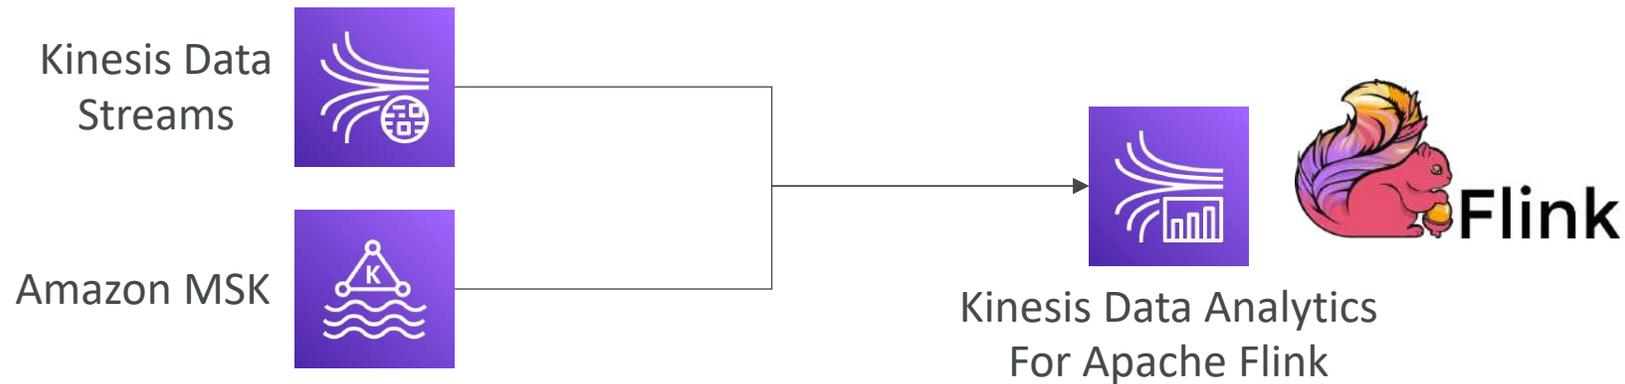 Kinesis Data
Streams
Amazon MSK
K
Flink
Kinesis Data Analytics
For Apache Flink